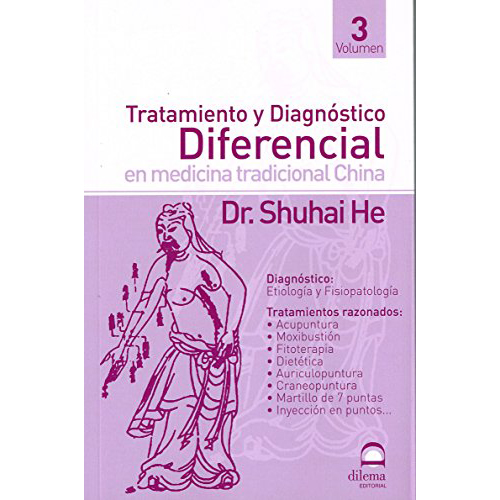 3
Volumen
Tratamiento y Diagnóstico
Diferencial
en medicina tradicional China
Dr. Shuhai He
Diagnóstico:
Etiología y Fisiopatología
Tratamientos razonados:
• Acupuntura
• Moxibustión
• Fitoterapia
• Dietética
• Auriculopuntura
• Craneopuntura
• Martillo de 7 puntas
• Inyección en puntos...
dilema
EDITORIAL